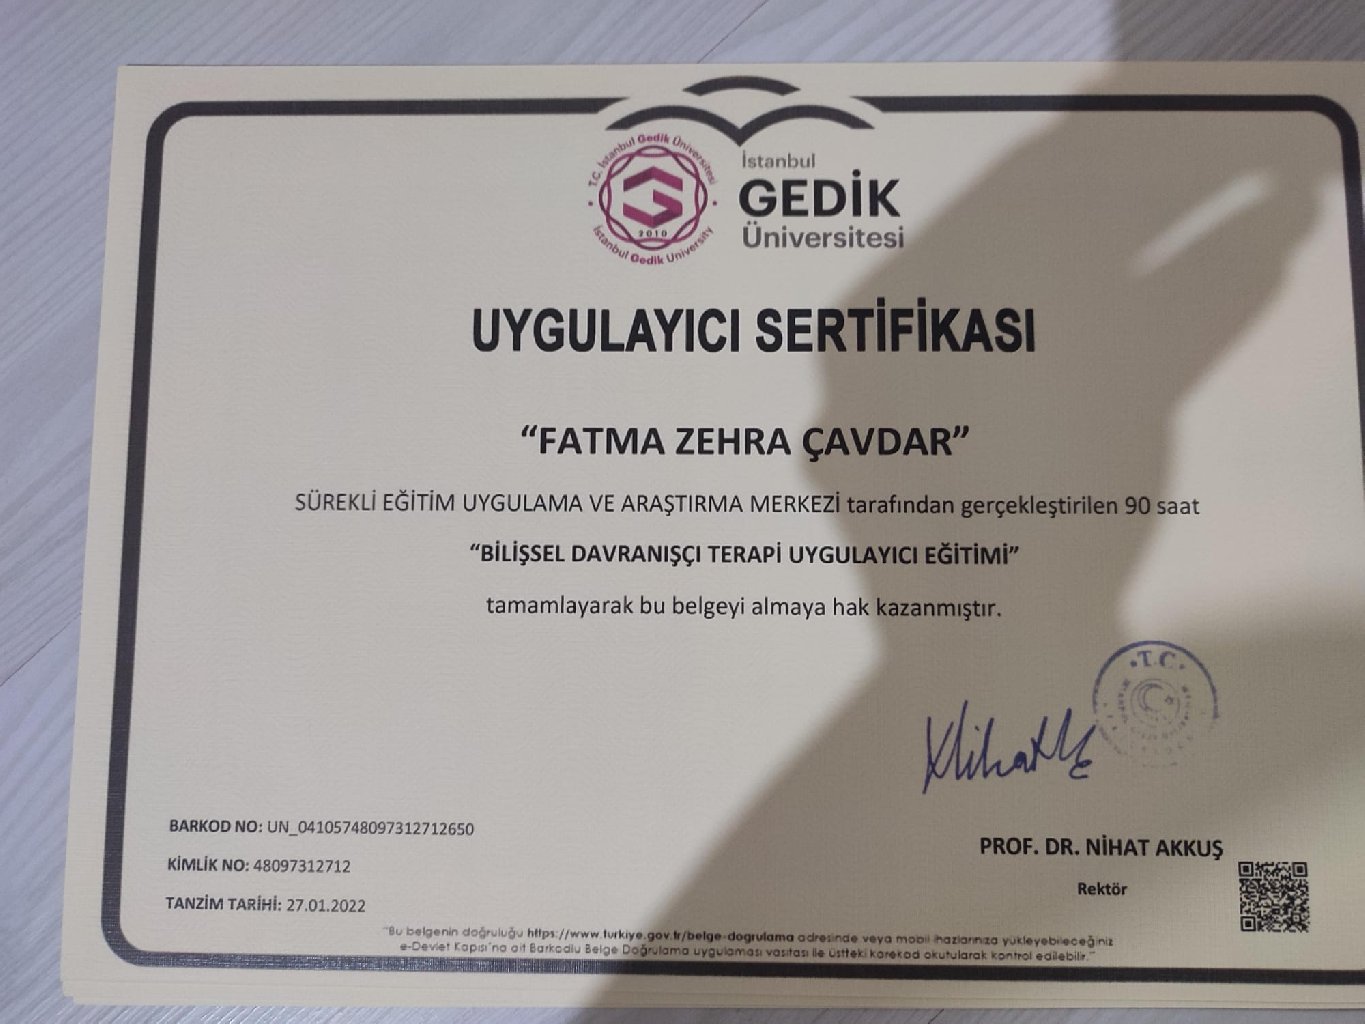 T.C. İstanbul Gedik Üniversitesi
2010
İstanbul Gedik University
İstanbul
GEDİK
Üniversitesi
UYGULAYICI SERTİFİKASI
“FATMA ZEHRA ÇAVDAR”
SÜREKLİ EĞİTİM UYGULAMA VE ARAŞTIRMA MERKEZİ tarafından gerçekleştirilen 90 saat
“BİLİŞSEL DAVRANIŞÇI TERAPİ UYGULAYICI EĞİTİMİ”
tamamlayarak bu belgeyi almaya hak kazanmıştır.
T.C.
BARKOD NO: UN_04105748097312712650
KİMLİK NO: 48097312712
TANZİM TARİHİ: 27.01.2022
PROF. DR. NİHAT AKKUŞ
Rektör
“Bu belgenin doğruluğu https://www.turkiye.gov.tr/belge-dogrulama adresinde veya mobil ihazlarınıza yükleyebileceğiniz
e-Devlet Kapısı'na ait Barkodlu Belge Doğrulama uygulaması vasıtası ile üstteki karekod okutularak kontrol edilebilir.”